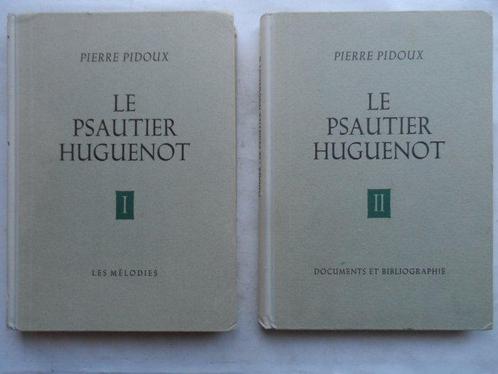 PIERRE PIDOUX
LE
PSAUTIER
HUGUENOT
I
LES MÉLODIES
PIERRE PIDOUX
LE
PSAUTIER
HUGUENOT
II
DOCUMENTS ET BIBLIOGRAPHIE